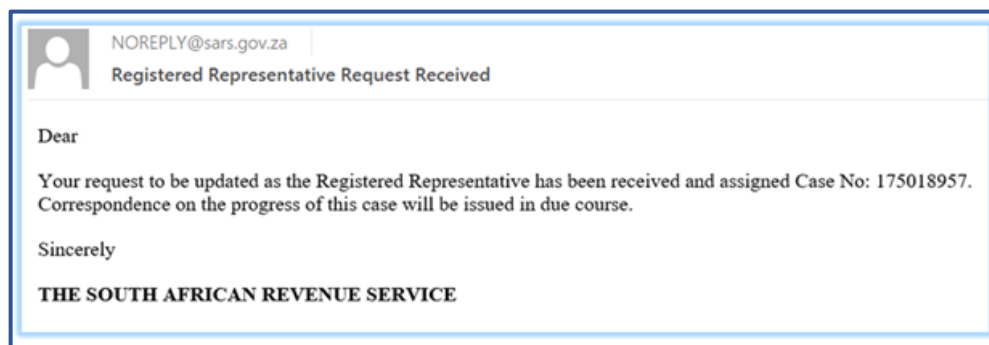 NOREPLY@sars.gov.za
Registered Representative Request Received
Dear
Your request to be updated as the Registered Representative has been received and assigned Case No: 175018957.
Correspondence on the progress of this case will be issued in due course.
Sincerely
THE SOUTH AFRICAN REVENUE SERVICE